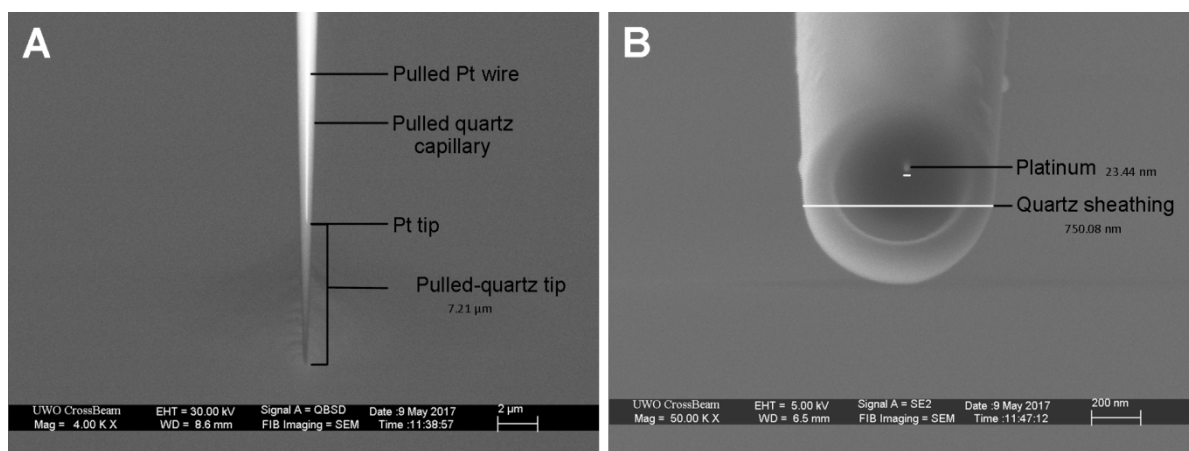 A
Pulled Pt wire
Pulled quartz
capillary
Pt tip
Pulled-quartz tip
7.21 µm
UWO CrossBeam
Mag = 4.00 K X
EHT = 30.00 kV
WD = 8.6 mm
Signal A = QBSD
FIB Imaging = SEM
Date :9 May 2017
Time :11:38:57
2 µm
B
Platinum 23.44 nm
Quartz sheathing
750.08 nm
UWO CrossBeam
Mag = 50.00 K X
EHT = 5.00 kV
WD = 6.5 mm
Signal A = SE2
FIB Imaging = SEM
Date :9 May 2017
Time :11:47:12
200 nm